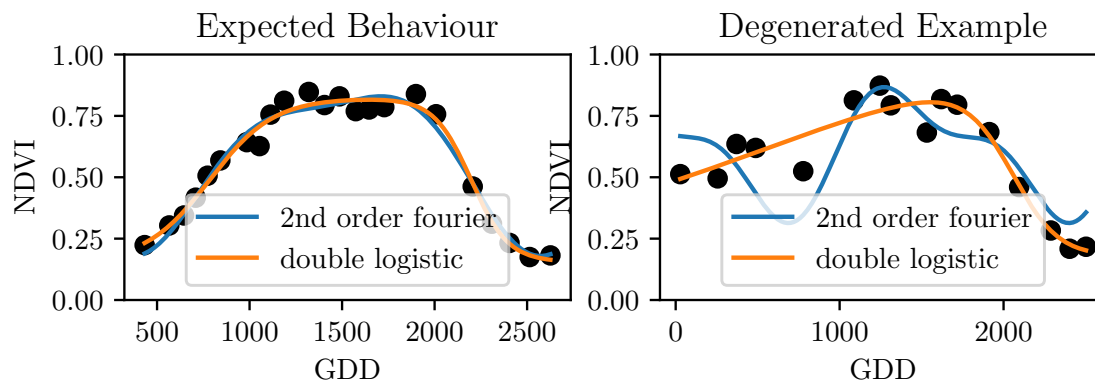 Expected Behaviour
1.00
0.75
0.50
0.25
0.00
NDVI
2nd order fourier
double logistic
500
1000
1500
2000
2500
GDD
Degenerated Example
1.00
0.75
0.50
0.25
0.00
NDVI
2nd order fourier
double logistic
0
1000
2000
GDD